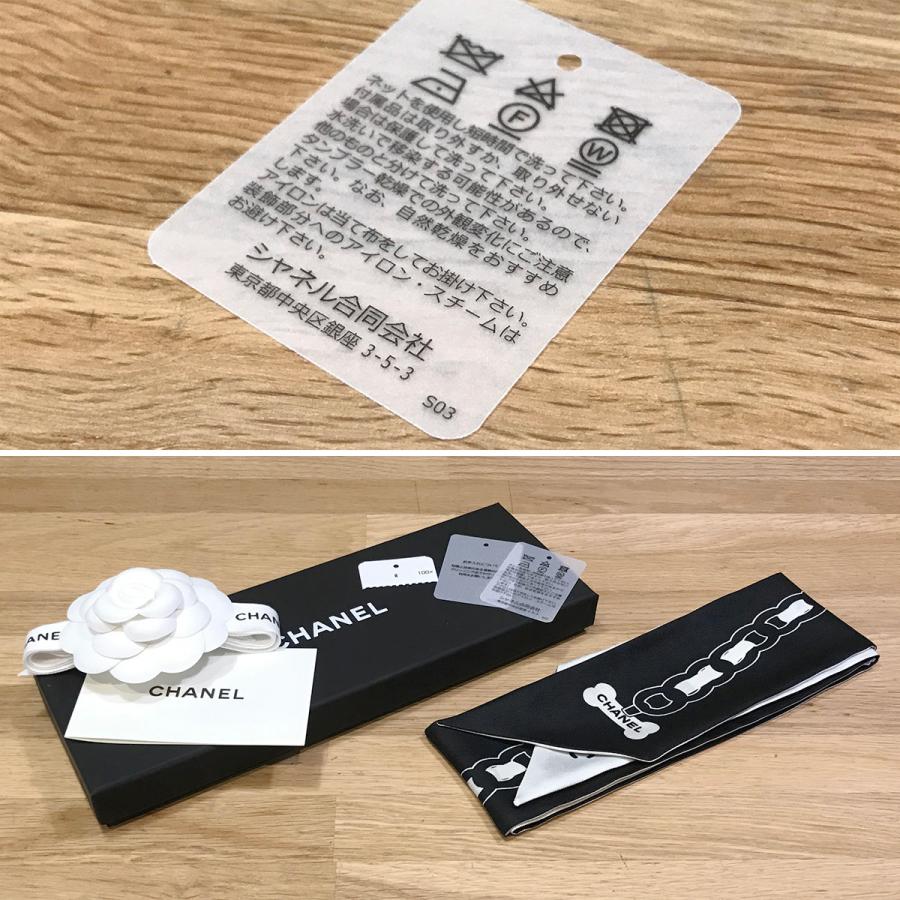 F
W
ネットを使用し短時間で洗って下さい。
付属品は取り外すか、取り外せない
場合は保護して洗って下さい。
水洗いで移染する可能性があるので、
他のものと分けて洗って下さい。
タンブラー乾燥での外観変化にご注意
下さい。なお、自然乾燥をおすすめ
します。
アイロンは当て布をしてお掛け下さい。
装飾部分へのアイロン・スチームは
お避け下さい。
シャネル合同会社
東京都中央区銀座 3-5-3
S03
100%
CHANEL
ANEL
CHAN
CHANEL
CHANEL